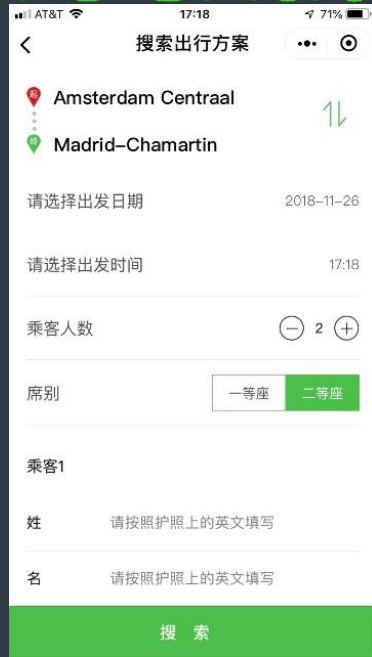 AT&T 17:18 71%
搜索出行方案
起 Amsterdam Centraal
终 Madrid-Chamartin
请选择出发日期 2018-11-26
请选择出发时间 17:18
乘客人数 2
席别 一等座 二等座
乘客1
姓 请按照护照上的英文填写
名 请按照护照上的英文填写
搜 索